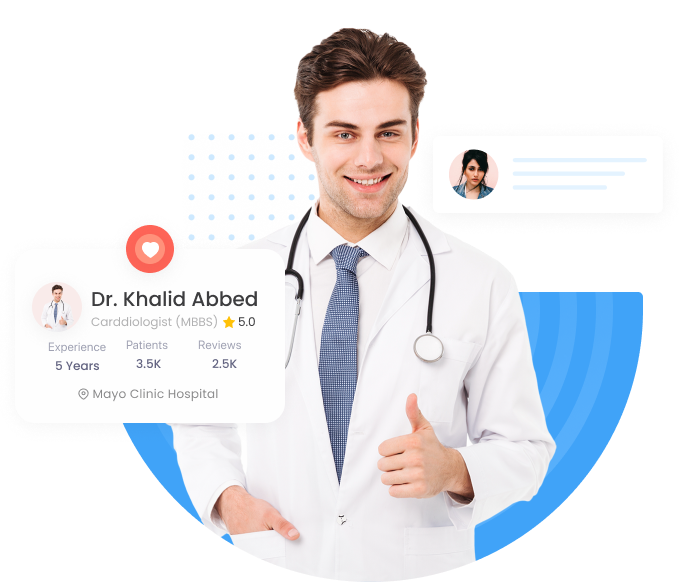 Dr. Khalid Abbed
Carddiologist (MBBS) 5.0
Experience Patients Reviews
5 Years 3.5K 2.5K
Mayo Clinic Hospital